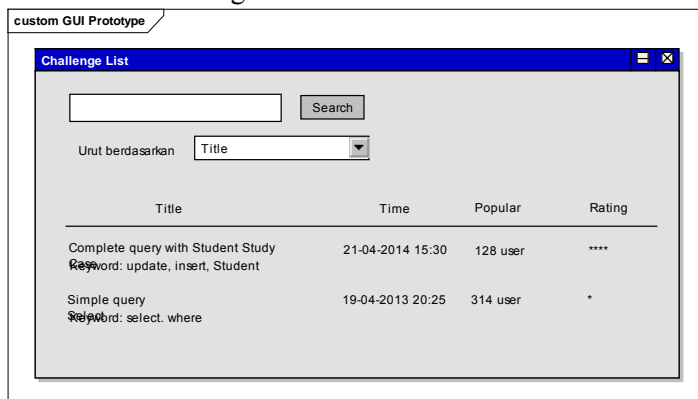 custom GUI Prototype
Challenge List
Search
Urut berdasarkan Title
Title Time Popular Rating
Complete query with Student Study 21-04-2014 15:30 128 user ****
Case
Keyword: update, insert, Student
Simple query 19-04-2013 20:25 314 user *
Select
Keyword: select. where